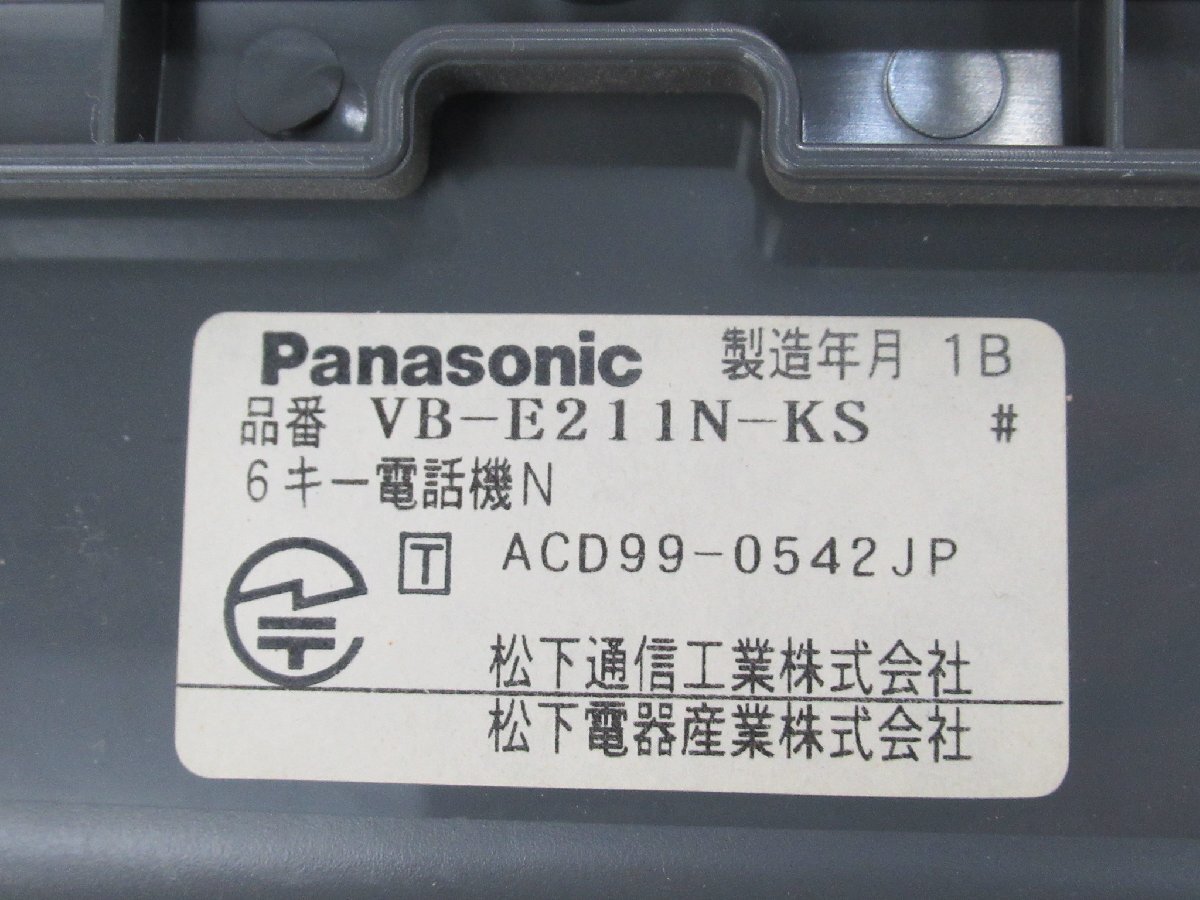 Panasonic 製造年月 1B
品番 VB-E211N-KS #
6キー電話機N
T ACD99-0542JP
松下通信工業株式会社
松下電器産業株式会社